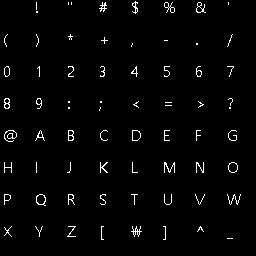 ! " # $ % & '
( ) * + , - . /
0 1 2 3 4 5 6 7
8 9 : ; < = > ?
@ A B C D E F G
H I J K L M N O
P Q R S T U V W
X Y Z [ ₩ ] ^ _